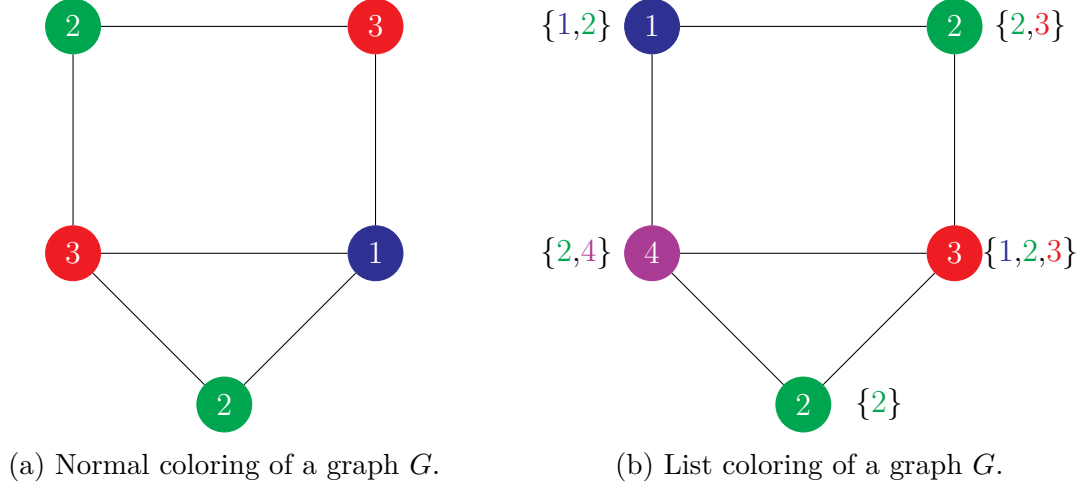 2 3 {1,2} 1 2 {2,3}
3 1 {2,4} 4 3 {1,2,3}
2 2 {2}
(a) Normal coloring of a graph G. (b) List coloring of a graph G.